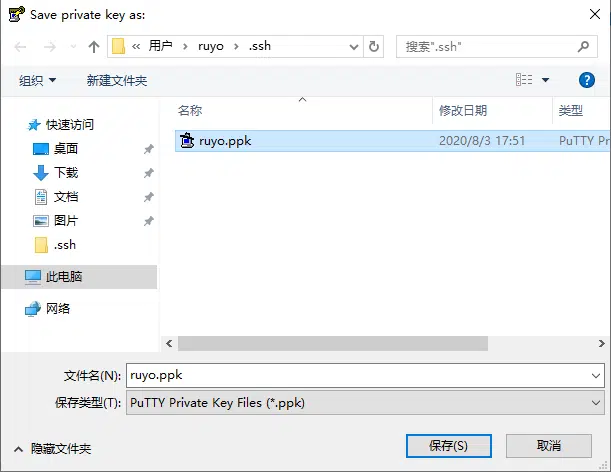 Save private key as:
« 用户 › ruyo › .ssh
搜索".ssh"
组织 新建文件夹
名称 修改日期 类型
快速访问
ruyo.ppk 2020/8/3 17:51 PuTTY Pr
桌面
下载
文档
图片
.ssh
此电脑
网络
文件名(N): ruyo.ppk
保存类型(T): PuTTY Private Key Files (*.ppk)
隐藏文件夹 保存(S) 取消